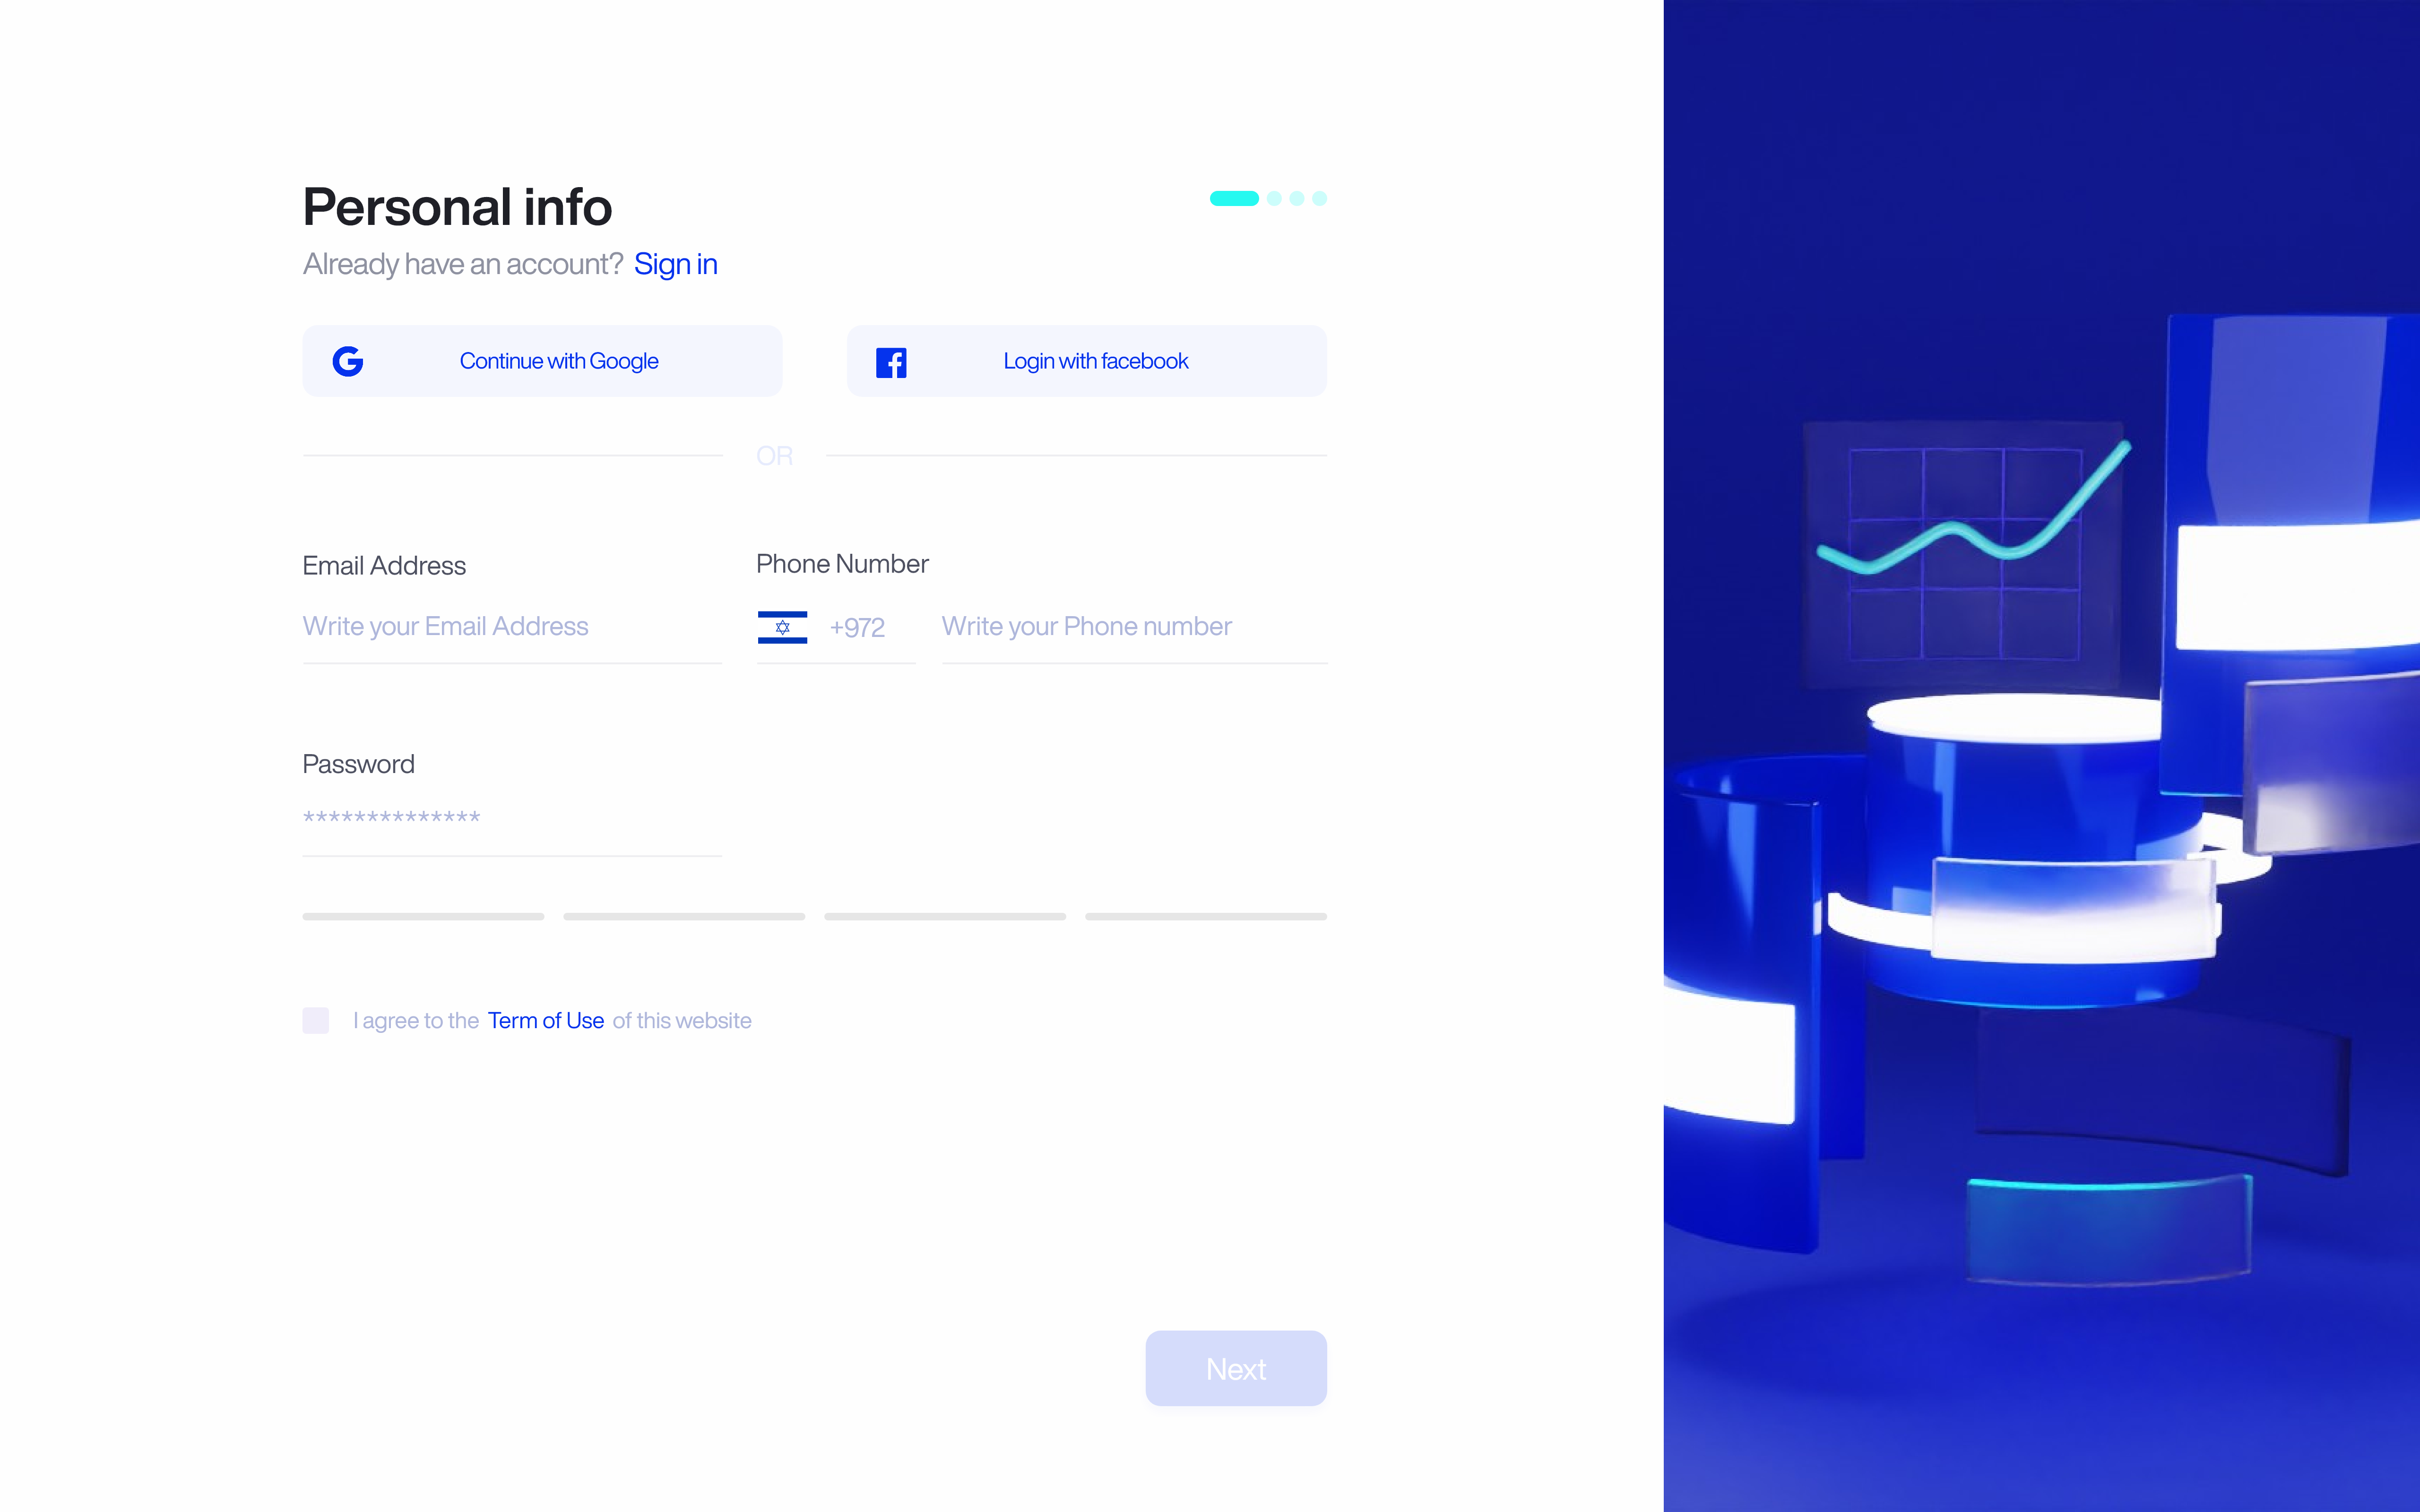 Personal info
Already have an account? Sign in
Continue with Google
Login with facebook
OR
Email Address
Phone Number
Write your Email Address
+972
Write your Phone number
Password
**************
I agree to the Term of Use of this website
Next